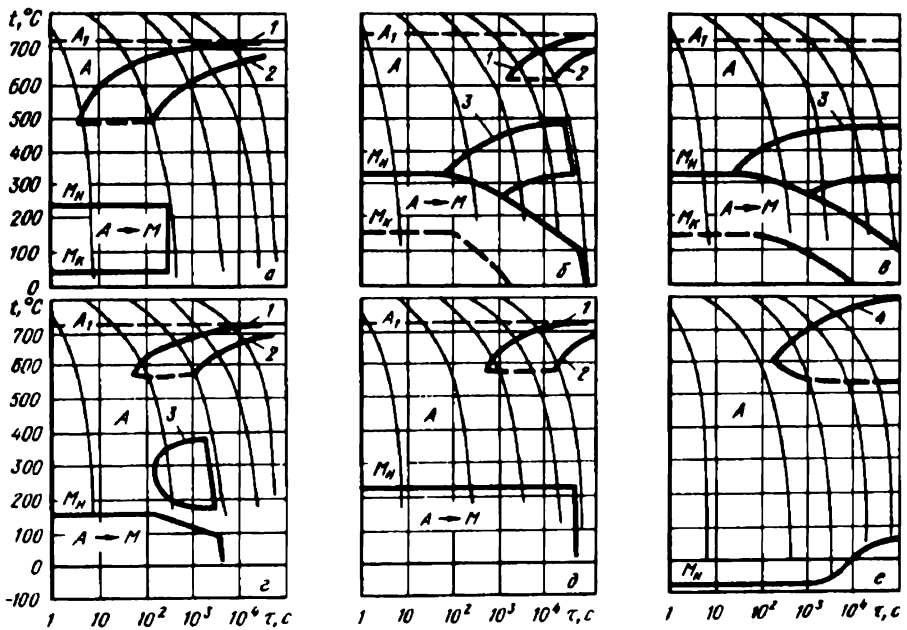 t,°C
700
600
500
400
300
200
100
0
A₁
A
1
2
Mн
A→M
Mк
а
A₁
A
1
2
3
Mн
A→M
Mк
б
A₁
A
3
Mн
A→M
Mк
в
t,°C
700
600
500
400
300
200
100
0
-100
A₁
1
2
A
3
Mн
A→M
г
1 10 10² 10³ 10⁴ τ, с
A₁
1
2
A
Mн
A→M
д
1 10 10² 10³ 10⁴ τ, с
4
A
Mн
е
1 10 10² 10³ 10⁴ τ, с